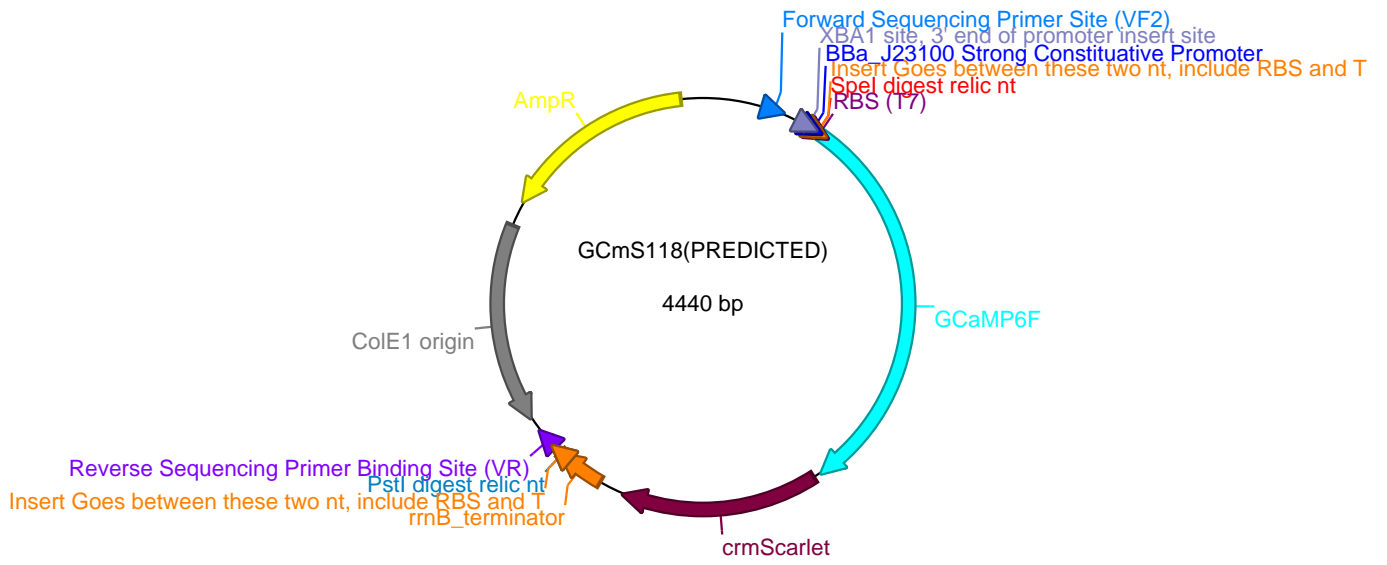 Forward Sequencing Primer Site (VF2)
XBA1 site, 3' end of promoter insert site
BBa_J23100 Strong Constituative Promoter
Insert Goes between these two nt, include RBS and T
SpeI digest relic nt
RBS (T7)
AmpR
GCmS118(PREDICTED)
4440 bp
GCaMP6F
ColE1 origin
Reverse Sequencing Primer Binding Site (VR)
PstI digest relic nt
Insert Goes between these two nt, include RBS and T
rrnB_terminator
crmScarlet